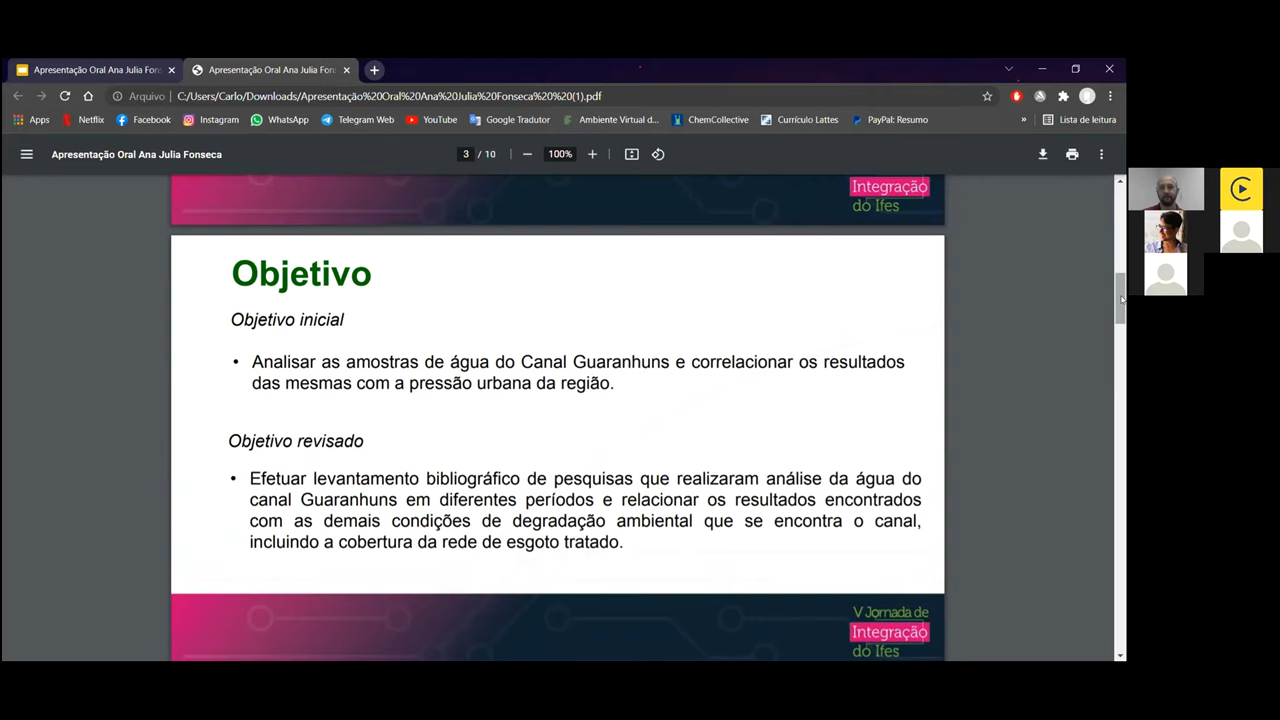 Apresentação Oral Ana Julia Fon
Apresentação Oral Ana Julia Fon
Arquivo
C:/Users/Carlo/Downloads/Apresentação%20Oral%20Ana%20Julia%20Fonseca%20%20(1).pdf
Apps Netflix Facebook Instagram WhatsApp Telegram Web YouTube Google Tradutor Ambiente Virtual d... ChemCollective Currículo Lattes PayPal: Resumo » Lista de leitura
Apresentação Oral Ana Julia Fonseca
3 / 10 — 100% +
Integração
do Ifes
Objetivo
Objetivo inicial
• Analisar as amostras de água do Canal Guaranhuns e correlacionar os resultados
das mesmas com a pressão urbana da região.
Objetivo revisado
• Efetuar levantamento bibliográfico de pesquisas que realizaram análise da água do
canal Guaranhuns em diferentes períodos e relacionar os resultados encontrados
com as demais condições de degradação ambiental que se encontra o canal,
incluindo a cobertura da rede de esgoto tratado.
V Jornada de
Integração
do Ifes